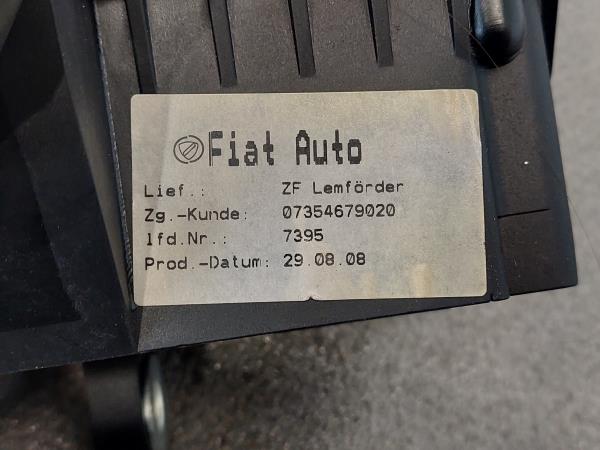 Fiat Auto
Lief.: ZF Lemförder
Zg.-Kunde: 07354679020
lfd.Nr.: 7395
Prod.-Datum: 29.08.08